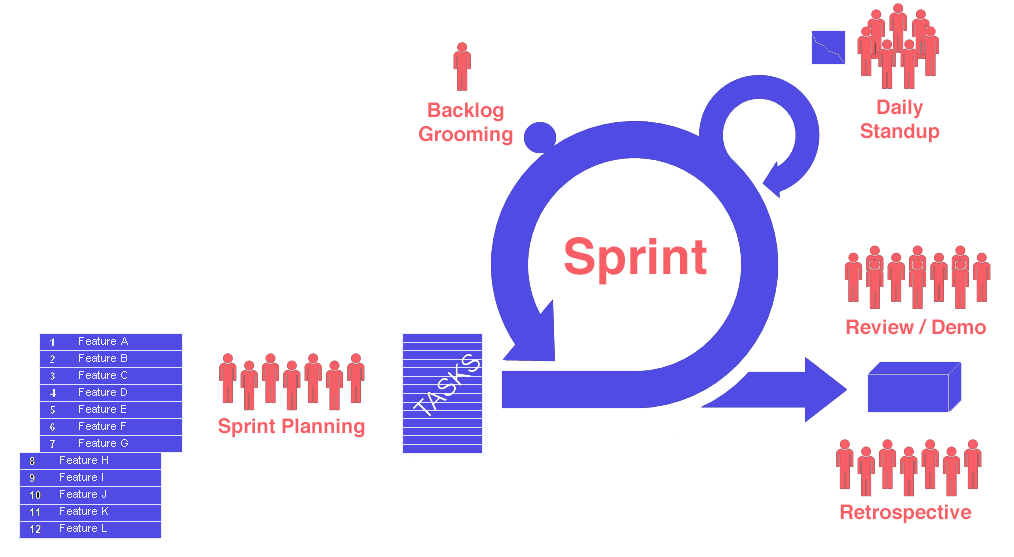 Backlog
Grooming
Daily
Standup
Sprint
Review / Demo
1 Feature A
2 Feature B
3 Feature C
4 Feature D
5 Feature E
6 Feature F
7 Feature G
8 Feature H
9 Feature I
10 Feature J
11 Feature K
12 Feature L
Sprint Planning
TASKS
Retrospective